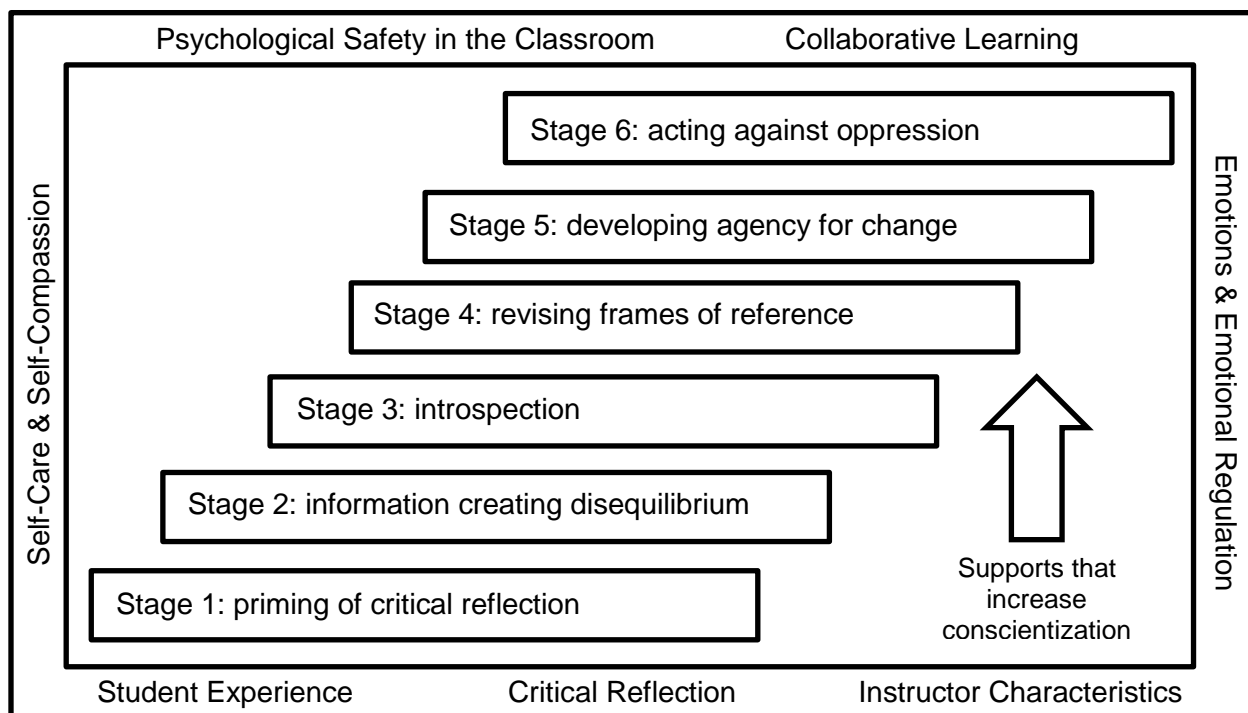 Psychological Safety in the Classroom
Collaborative Learning
Stage 6: acting against oppression
Stage 5: developing agency for change
Stage 4: revising frames of reference
Stage 3: introspection
Stage 2: information creating disequilibrium
Stage 1: priming of critical reflection
Supports that
increase
conscientization
Self-Care & Self-Compassion
Emotions & Emotional Regulation
Student Experience
Critical Reflection
Instructor Characteristics